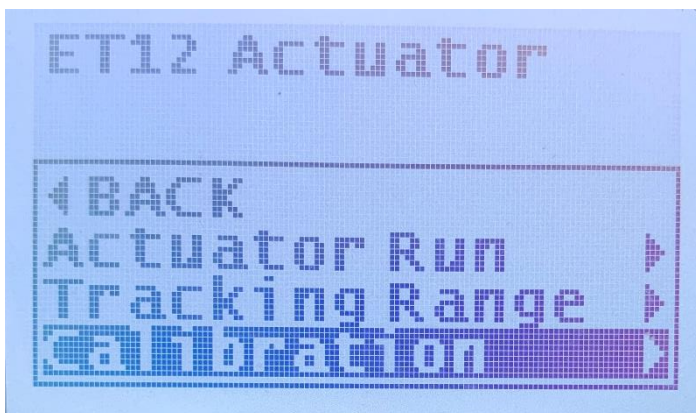 ET12 Actuator
BACK
Actuator Run
Tracking Range
Calibration